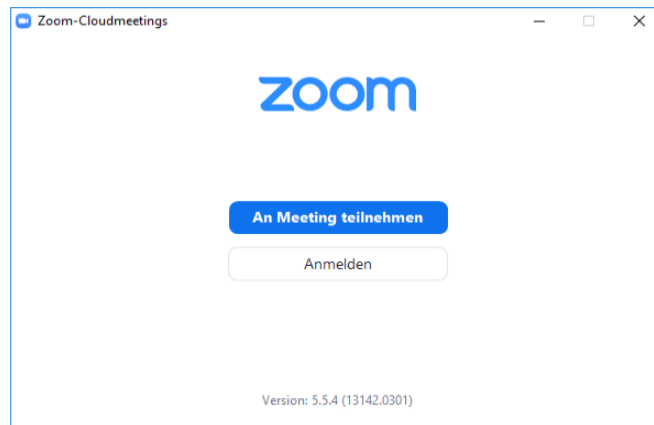 Zoom-Cloudmeetings
zoom
An Meeting teilnehmen
Anmelden
Version: 5.5.4 (13142.0301)